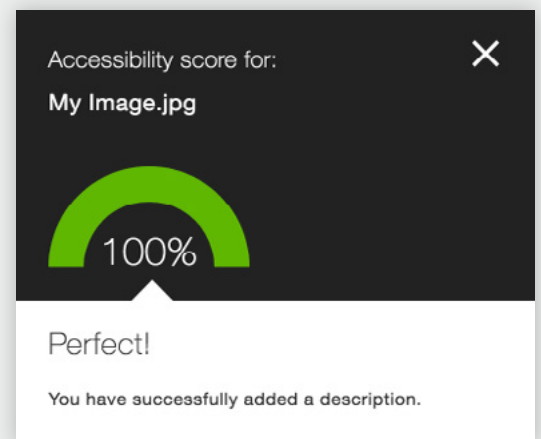 Accessibility score for:
My Image.jpg
100%
Perfect!
You have successfully added a description.